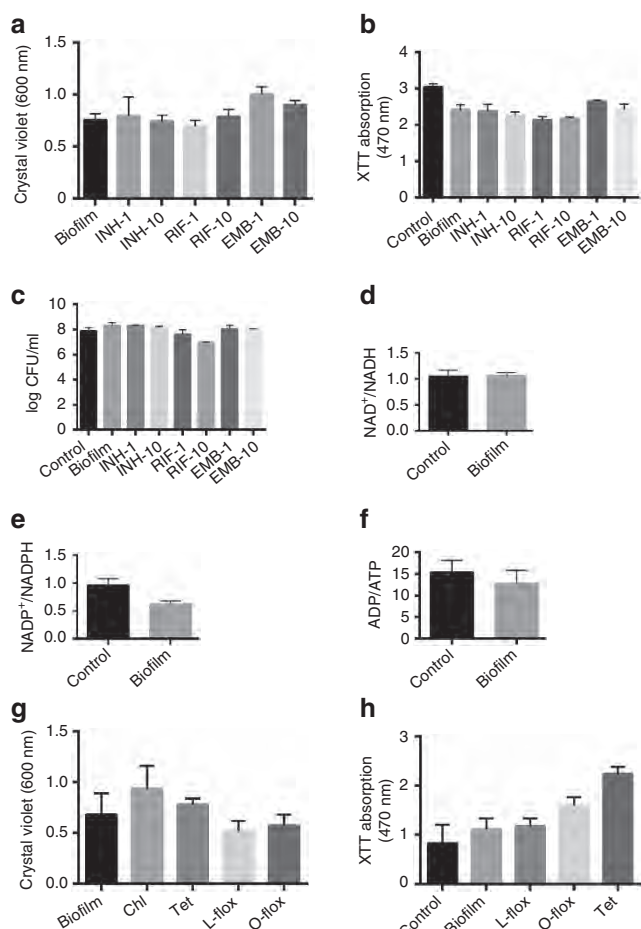 a
Crystal violet (600 nm)
1.5
1.0
0.5
0
Biofilm
INH-1
INH-10
RIF-1
RIF-10
EMB-1
EMB-10
b
XTT absorption
(470 nm)
4
3
2
1
0
Control
Biofilm
INH-1
INH-10
RIF-1
RIF-10
EMB-1
EMB-10
c
log CFU/ml
10
8
6
4
2
0
Control
Biofilm
INH-1
INH-10
RIF-1
RIF-10
EMB-1
EMB-10
d
NAD+/NADH
1.5
1.0
0.5
0.0
Control
Biofilm
e
NADP+/NADPH
1.5
1.0
0.5
0.0
Control
Biofilm
f
ADP/ATP
20
15
10
5
0
Control
Biofilm
g
Crystal violet (600 nm)
1.5
1.0
0.5
0.0
Biofilm
Chl
Tet
L-flox
O-flox
h
XTT absorption
(470 nm)
3
2
1
0
Control
Biofilm
L-flox
O-flox
Tet